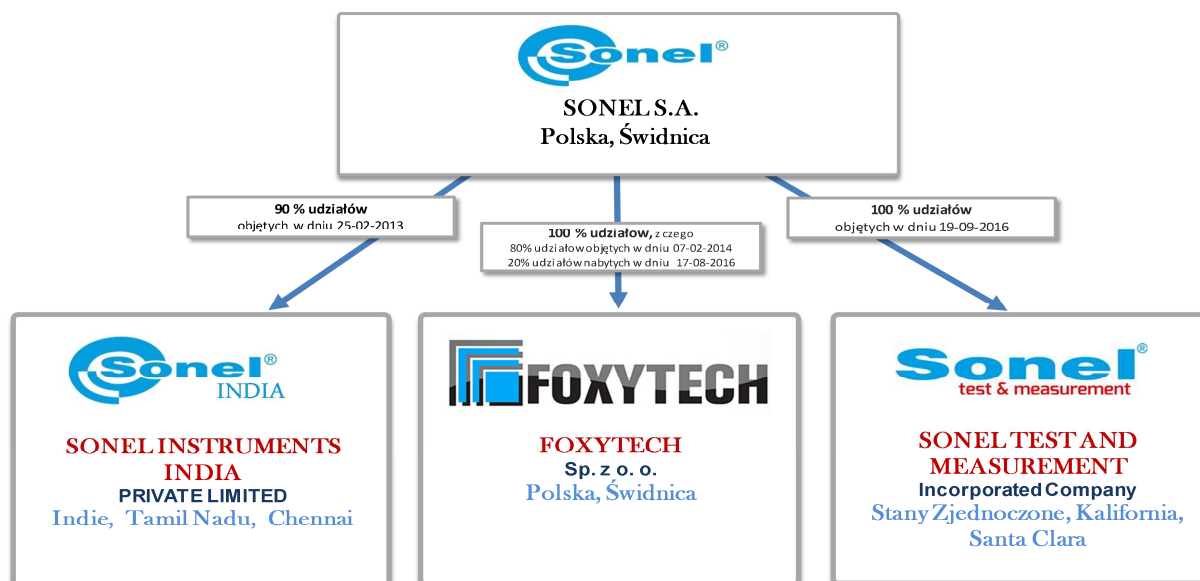 Sonel®
SONEL S.A.
Polska, Świdnica
90 % udziałów
objętych w dniu 25-02-2013
100 % udziałów, z czego
80% udziałow objętych w dniu 07-02-2014
20% udziałów nabytych w dniu 17-08-2016
100 % udziałów
objętych w dniu 19-09-2016
Sonel®
INDIA
SONEL INSTRUMENTS
INDIA
PRIVATE LIMITED
Indie, Tamil Nadu, Chennai
FOXYTECH
FOXYTECH
Sp. z o. o.
Polska, Świdnica
Sonel®
test & measurement
SONEL TEST AND
MEASUREMENT
Incorporated Company
Stany Zjednoczone, Kalifornia,
Santa Clara